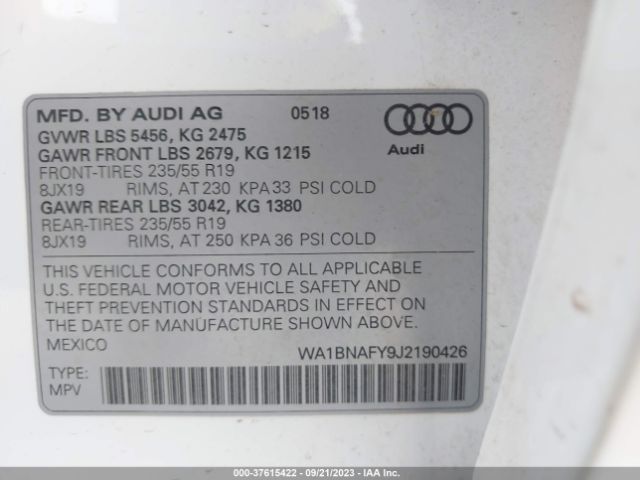 MFD. BY AUDI AG 0518
GVWR LBS 5456, KG 2475
GAWR FRONT LBS 2679, KG 1215
FRONT-TIRES 235/55 R19
8JX19 RIMS, AT 230 KPA 33 PSI COLD
GAWR REAR LBS 3042, KG 1380
REAR-TIRES 235/55 R19
8JX19 RIMS, AT 250 KPA 36 PSI COLD
Audi
THIS VEHICLE CONFORMS TO ALL APPLICABLE
U.S. FEDERAL MOTOR VEHICLE SAFETY AND
THEFT PREVENTION STANDARDS IN EFFECT ON
THE DATE OF MANUFACTURE SHOWN ABOVE.
MEXICO WA1BNAFY9J2190426
TYPE:
MPV
000-37615422 - 09/21/2023 - IAA Inc.